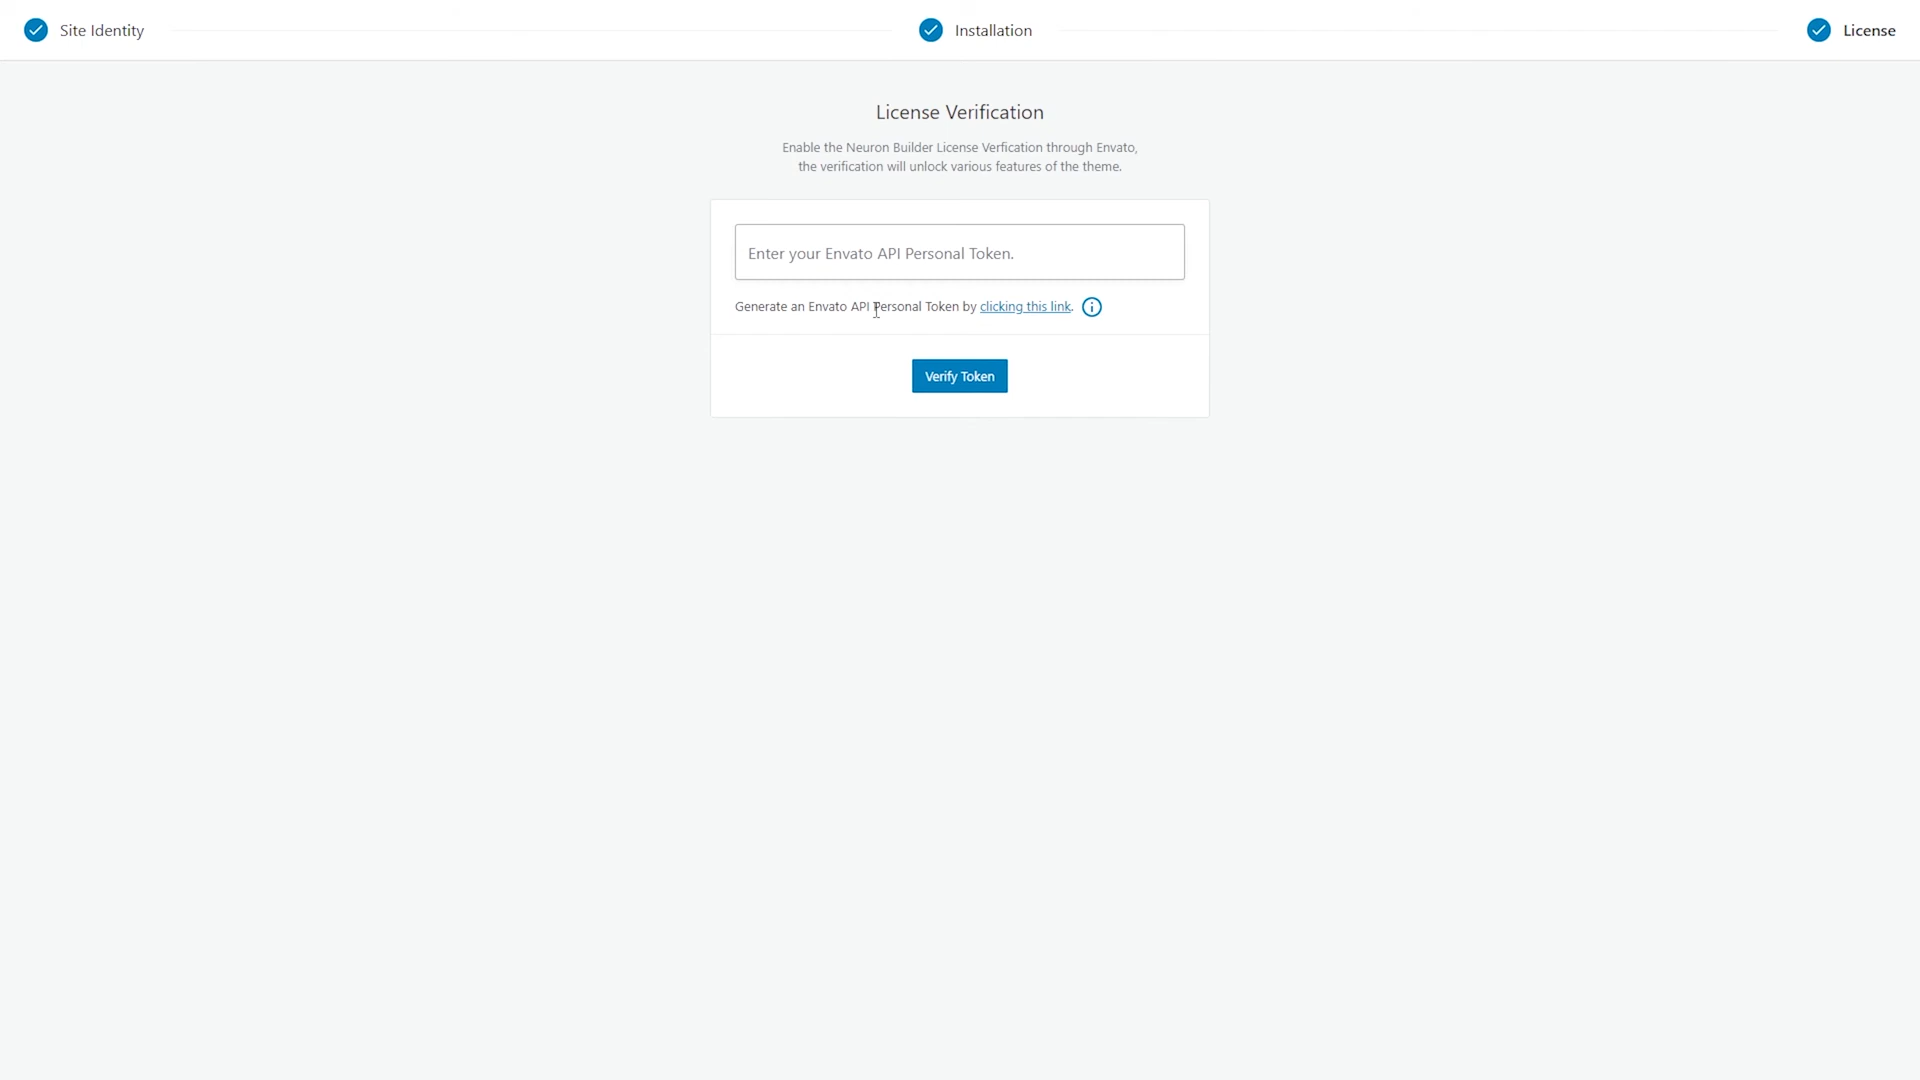 Site Identity
Installation
License
License Verification
Enable the Neuron Builder License Verfication through Envato,
the verification will unlock various features of the theme.
Enter your Envato API Personal Token.
Generate an Envato API Personal Token by clicking this link.
Verify Token